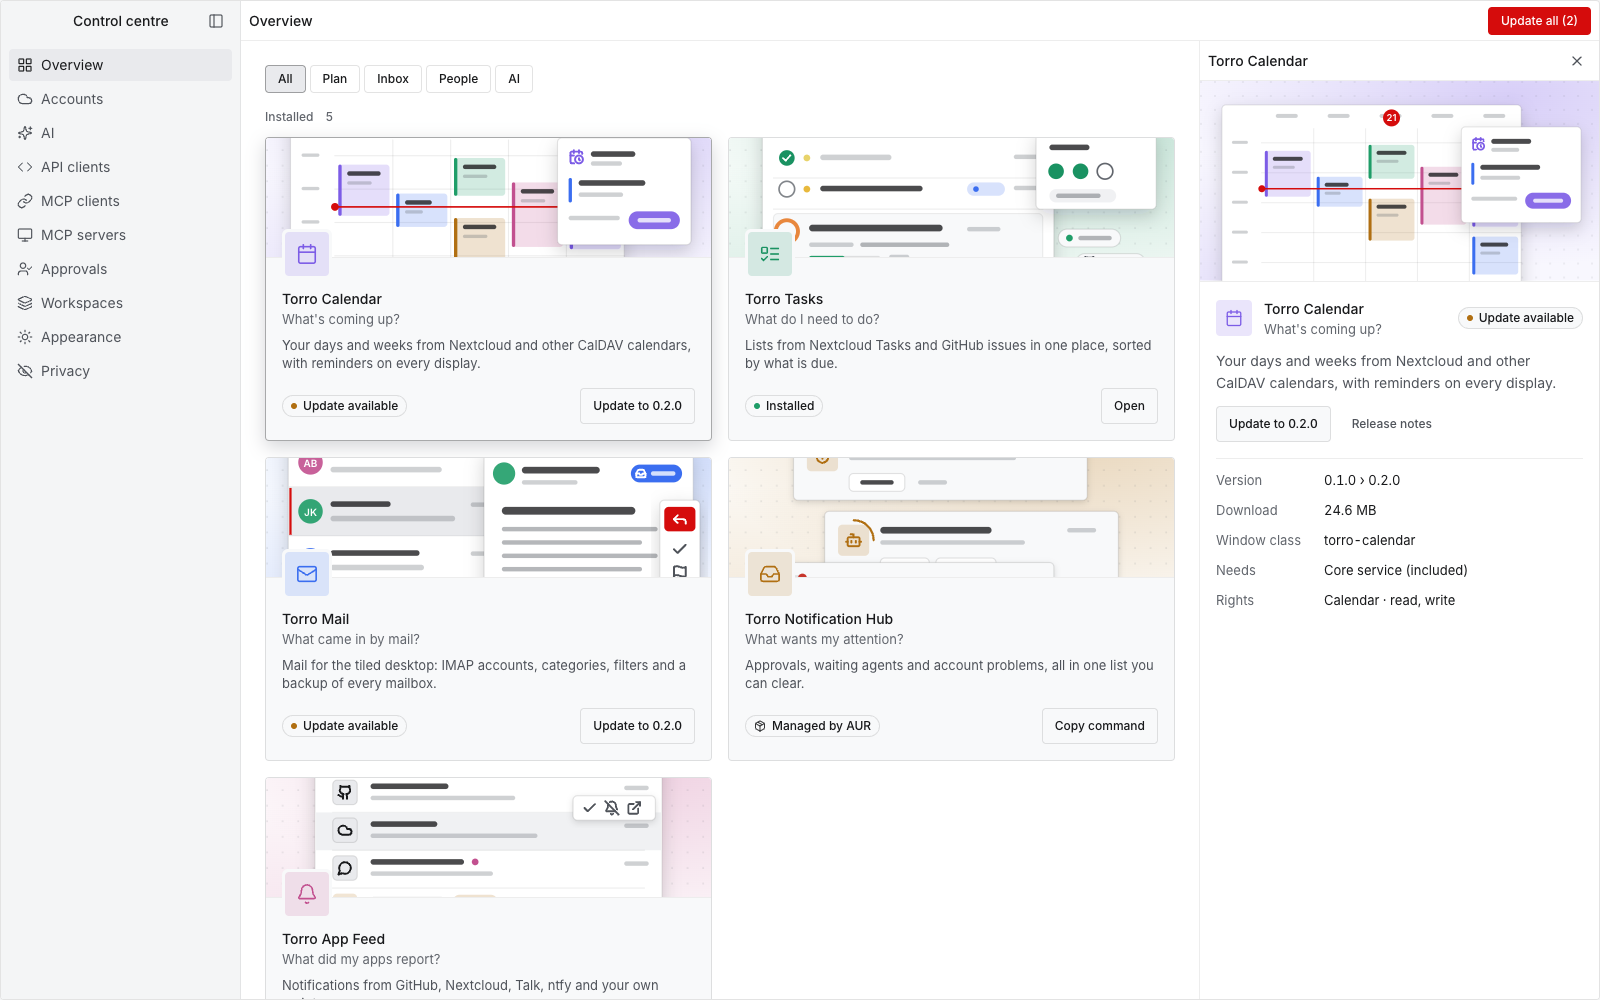 Control centre
Overview
Accounts
AI
API clients
MCP clients
MCP servers
Approvals
Workspaces
Appearance
Privacy
Overview
Update all (2)
All
Plan
Inbox
People
AI
Installed 5
Torro Calendar
What's coming up?
Your days and weeks from Nextcloud and other CalDAV calendars,
with reminders on every display.
Update available
Update to 0.2.0
Torro Tasks
What do I need to do?
Lists from Nextcloud Tasks and GitHub issues in one place, sorted
by what is due.
Installed
Open
AB
JK
Torro Mail
What came in by mail?
Mail for the tiled desktop: IMAP accounts, categories, filters and a
backup of every mailbox.
Update available
Update to 0.2.0
Torro Notification Hub
What wants my attention?
Approvals, waiting agents and account problems, all in one list you
can clear.
Managed by AUR
Copy command
Torro App Feed
What did my apps report?
Notifications from GitHub, Nextcloud, Talk, ntfy and your own
Torro Calendar
21
Torro Calendar
What's coming up?
Update available
Your days and weeks from Nextcloud and other
CalDAV calendars, with reminders on every display.
Update to 0.2.0
Release notes
Version 0.1.0 › 0.2.0
Download 24.6 MB
Window class torro-calendar
Needs Core service (included)
Rights Calendar · read, write